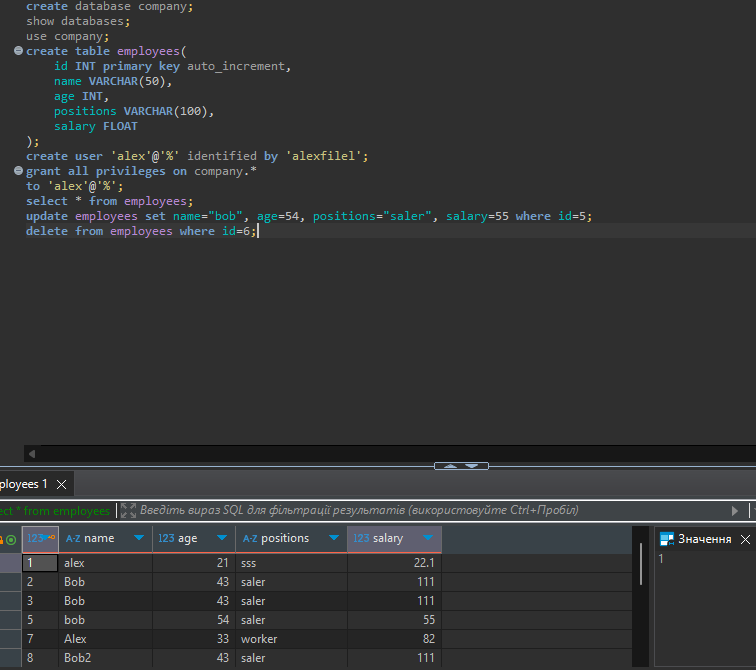 create database company;
show databases;
use company;
create table employees(
id INT primary key auto_increment,
name VARCHAR(50),
age INT,
positions VARCHAR(100),
salary FLOAT
);
create user 'alex'@'%' identified by 'alexfilel';
grant all privileges on company.*
to 'alex'@'%';
select * from employees;
update employees set name="bob", age=54, positions="saler", salary=55 where id=5;
delete from employees where id=6;
ployees 1
ect * from employees Введіть вираз SQL для фільтрації результатів (використовуйте Ctrl+Пробіл)
123 A-Z name 123 age A-Z positions 123 salary Значення
1 alex 21 sss 22.1 1
2 Bob 43 saler 111
3 Bob 43 saler 111
5 bob 54 saler 55
7 Alex 33 worker 82
8 Bob2 43 saler 111